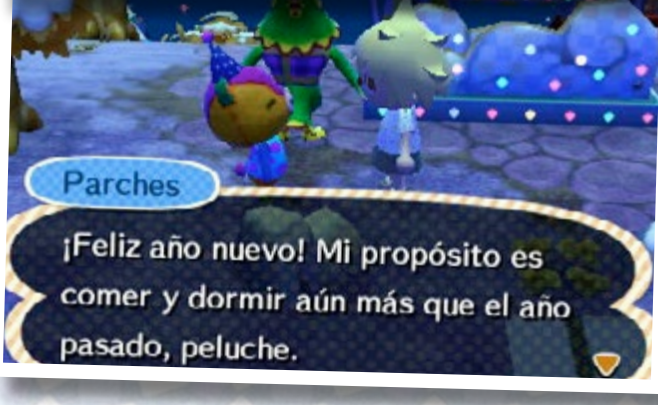 Parches
¡Feliz año nuevo! Mi propósito es
comer y dormir aún más que el año
pasado, peluche.